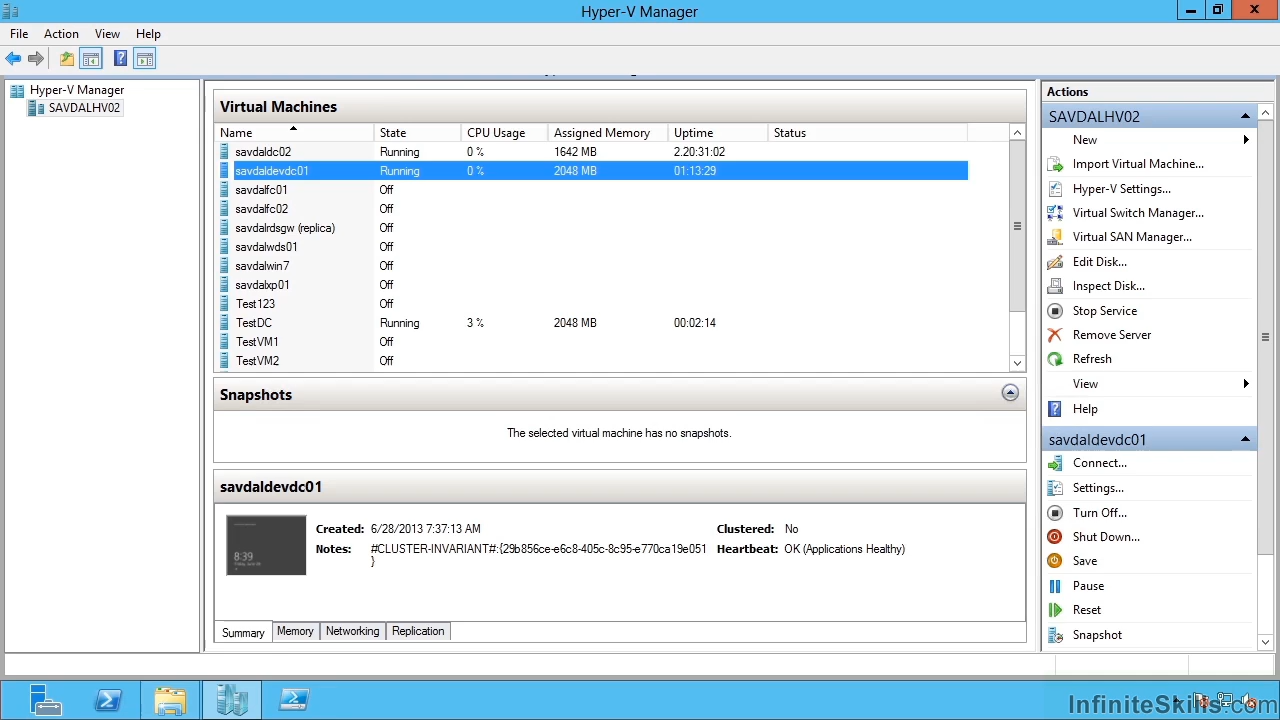 Hyper-V Manager
File Action View Help
Hyper-V Manager
SAVDALHV02
Virtual Machines
Name State CPU Usage Assigned Memory Uptime Status
savdaldc02 Running 0 % 1642 MB 2.20:31:02
savdaldevdc01 Running 0 % 2048 MB 01:13:29
savdalfc01 Off
savdalfc02 Off
savdalrdsgw (replica) Off
savdalwds01 Off
savdalwin7 Off
savdalxp01 Off
Test123 Off
TestDC Running 3 % 2048 MB 00:02:14
TestVM1 Off
TestVM2 Off
Snapshots
The selected virtual machine has no snapshots.
savdaldevdc01
8:39
Created: 6/28/2013 7:37:13 AM
Notes: #CLUSTER-INVARIANT#:{29b856ce-e6c8-405c-8c95-e770ca19e051
}
Clustered: No
Heartbeat: OK (Applications Healthy)
Summary Memory Networking Replication
Actions
SAVDALHV02
New
Import Virtual Machine...
Hyper-V Settings...
Virtual Switch Manager...
Virtual SAN Manager...
Edit Disk...
Inspect Disk...
Stop Service
Remove Server
Refresh
View
Help
savdaldevdc01
Connect...
Settings...
Turn Off...
Shut Down...
Save
Pause
Reset
Snapshot
InfiniteSkills.com